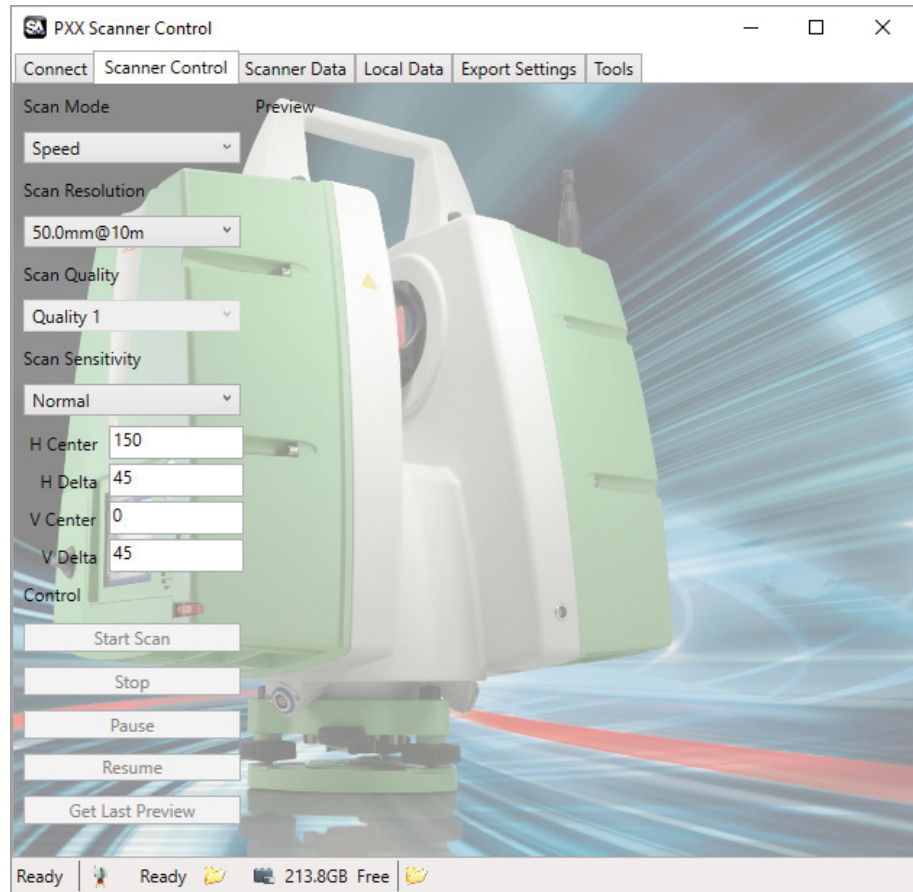 SA PXX Scanner Control
Connect Scanner Control Scanner Data Local Data Export Settings Tools
Scan Mode Preview
Speed
Scan Resolution
50.0mm@10m
Scan Quality
Quality 1
Scan Sensitivity
Normal
H Center 150
H Delta 45
V Center 0
V Delta 45
Control
Start Scan
Stop
Pause
Resume
Get Last Preview
Ready Ready 213.8GB Free